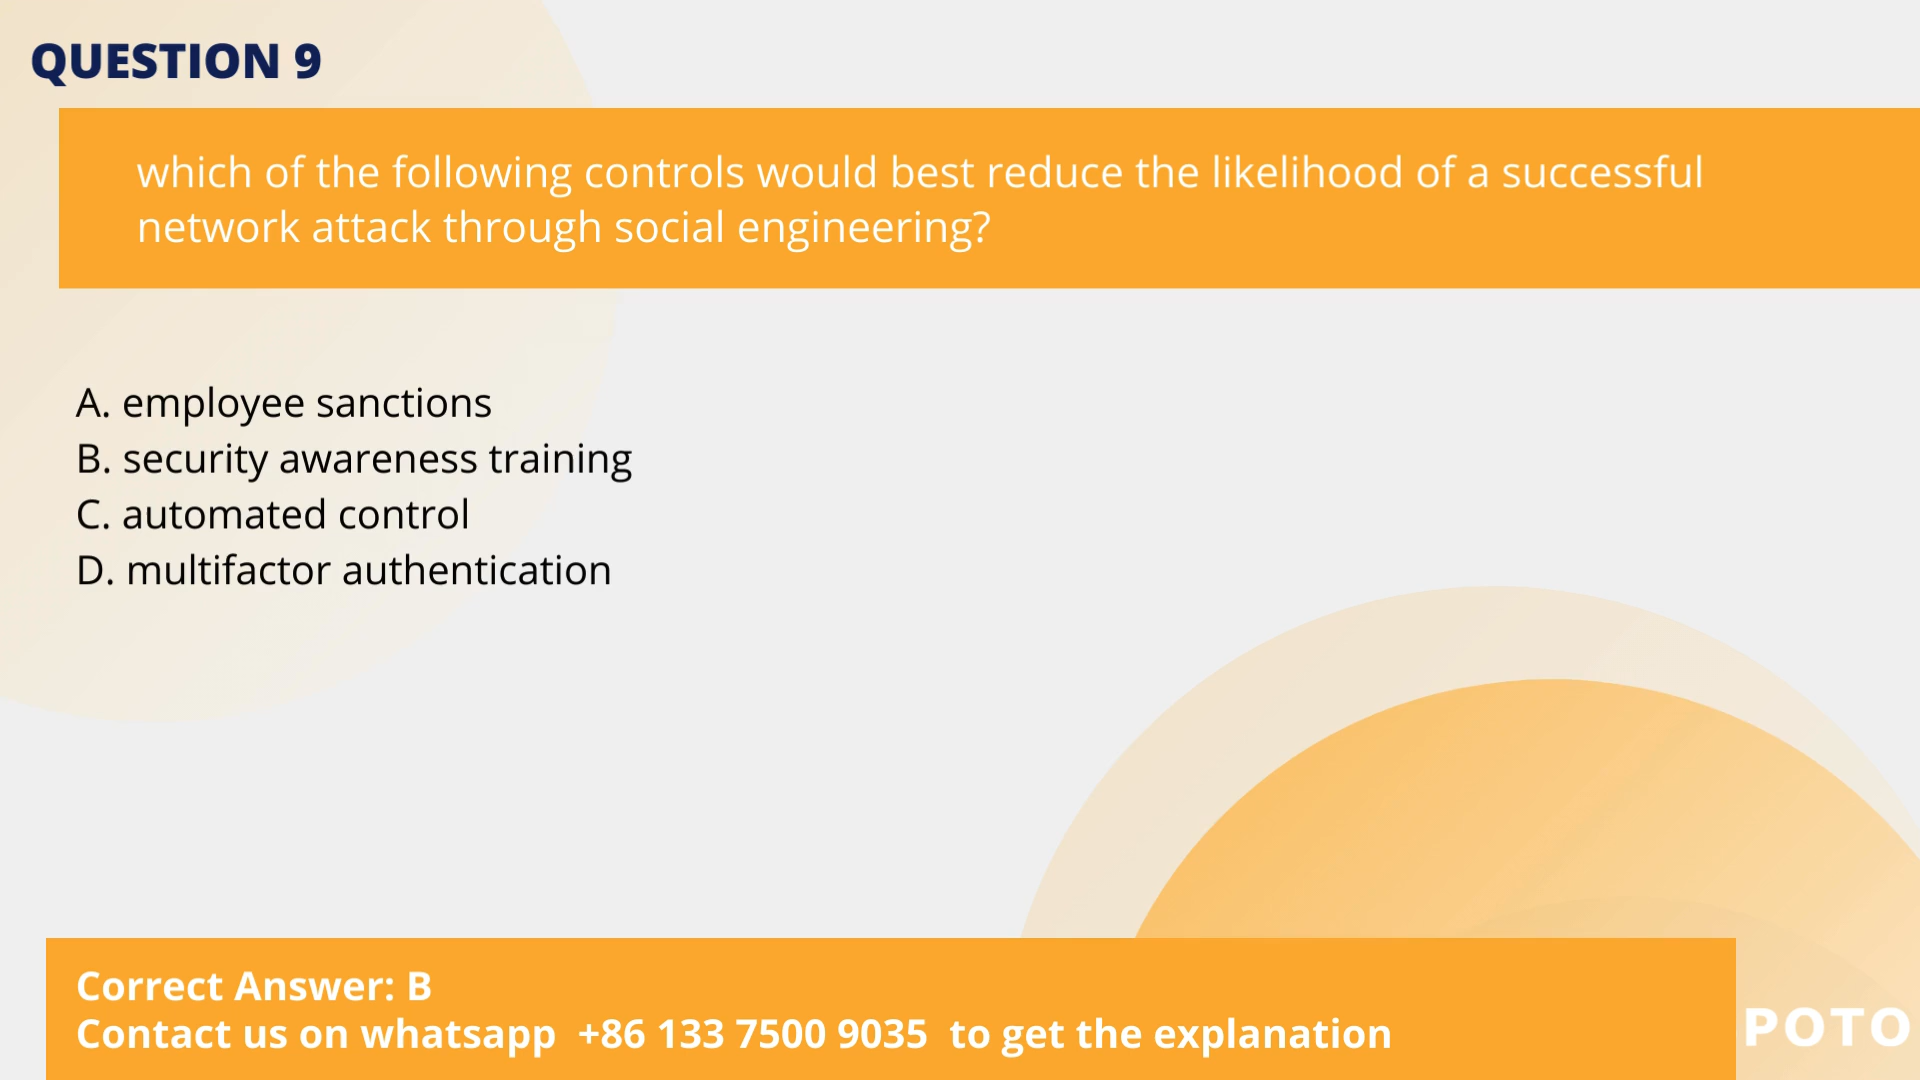 QUESTION 9
which of the following controls would best reduce the likelihood of a successful
network attack through social engineering?
A. employee sanctions
B. security awareness training
C. automated control
D. multifactor authentication
Correct Answer: B
Contact us on whatsapp +86 133 7500 9035 to get the explanation
POTO